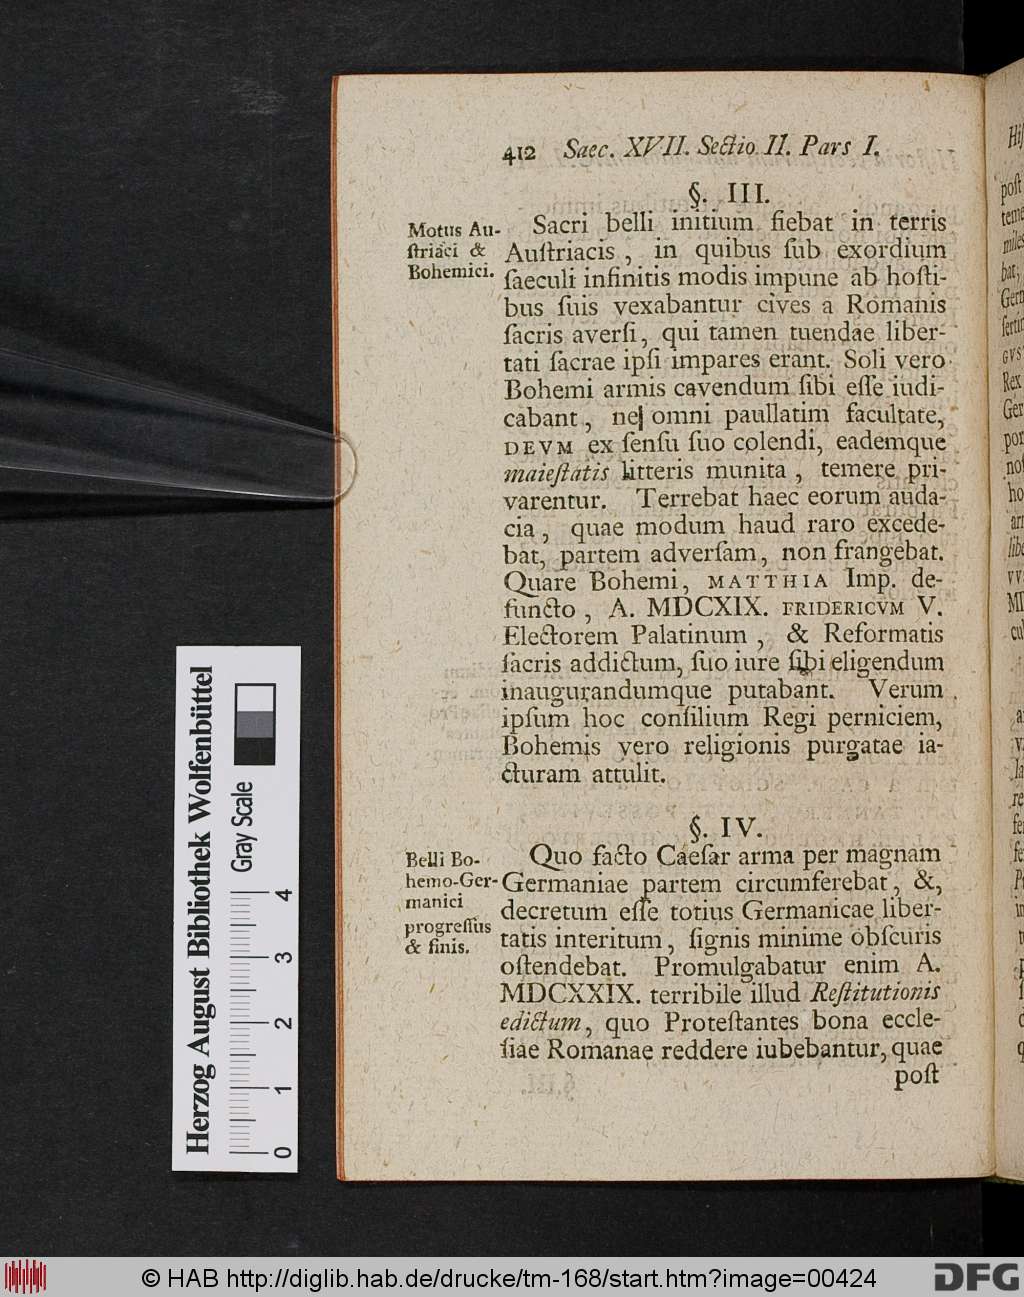 412 Saec. XVII. Sectio II. Pars I.
§. III.
Motus Au-
ſtriaci &
Bohemici.
Sacri belli initium fiebat in terris
Auſtriacis, in quibus ſub exordium
ſaeculi infinitis modis impune ab hoſti-
bus ſuis vexabantur cives a Romanis
ſacris averſi, qui tamen tuendae liber-
tati ſacrae ipſi impares erant. Soli vero
Bohemi armis cavendum ſibi eſſe iudi-
cabant, ne omni paullatim facultate,
DEVM ex ſenſu ſuo colendi, eademque
maieſtatis litteris munita, temere pri-
varentur. Terrebat haec eorum auda-
cia, quae modum haud raro excede-
bat, partem adverſam, non frangebat.
Quare Bohemi, MATTHIA Imp. de-
functo, A. MDCXIX. FRIDERICVM V.
Electorem Palatinum, & Reformatis
ſacris addictum, ſuo iure ſibi eligendum
inaugurandumque putabant. Verum
ipſum hoc conſilium Regi perniciem,
Bohemis vero religionis purgatae ia-
cturam attulit.
§. IV.
Belli Bo-
hemo-Ger-
manici
progreſſus
& finis.
Quo facto Caeſar arma per magnam
Germaniae partem circumferebat, &,
decretum eſſe totius Germanicae liber-
tatis interitum, ſignis minime obſcuris
oſtendebat. Promulgabatur enim A.
MDCXXIX. terribile illud Reſtitutionis
edictum, quo Proteſtantes bona eccle-
ſiae Romanae reddere iubebantur, quae
poſt
Herzog August Bibliothek Wolfenbüttel
Gray Scale
0 1 2 3 4
© HAB http://diglib.hab.de/drucke/tm-168/start.htm?image=00424
DFG